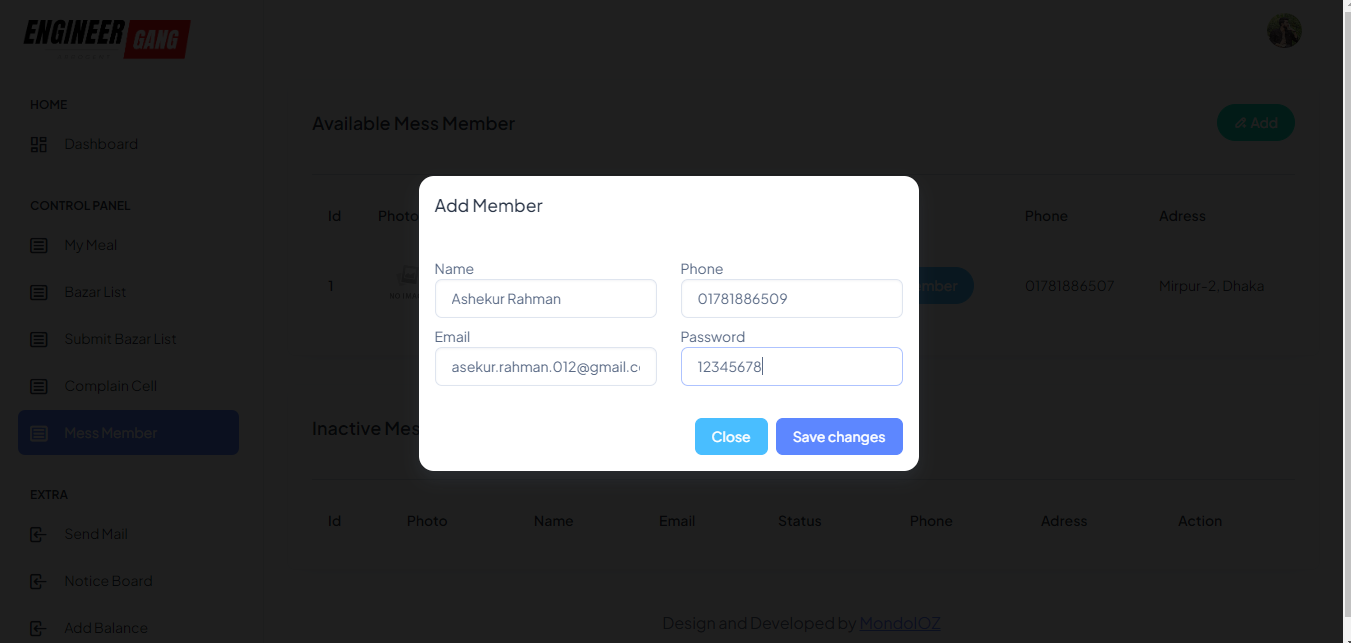 ENGINEER GANG
HOME
Dashboard
CONTROL PANEL
My Meal
Bazar List
Submit Bazar List
Complain Cell
Mess Member
EXTRA
Send Mail
Notice Board
Add Balance
Available Mess Member
Add
Id Photo Phone Adress
1 mber 01781886507 Mirpur-2, Dhaka
Add Member
Name Phone
Ashekur Rahman 01781886509
Email Password
asekur.rahman.012@gmail.c 12345678
Close Save changes
Inactive Mes
Id Photo Name Email Status Phone Adress Action
Design and Developed by MondolOZ